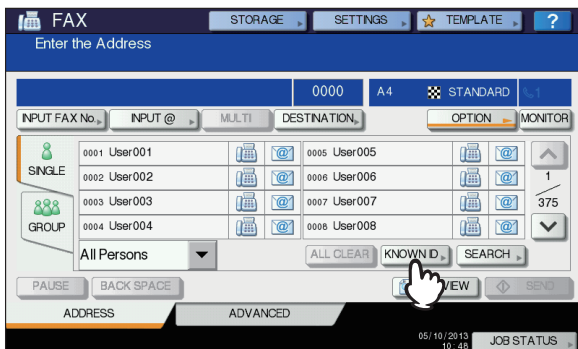 FAX
STORAGE
SETTINGS
TEMPLATE
?
Enter the Address
0000
A4
STANDARD
1
INPUT FAX No.
INPUT @
MULTI
DESTINATION
OPTION
MONITOR
SINGLE
GROUP
0001 User001
0005 User005
0002 User002
0006 User006
0003 User003
0007 User007
0004 User004
0008 User008
1
375
All Persons
ALL CLEAR
KNOWN ID
SEARCH
PAUSE
BACK SPACE
VIEW
SEND
ADDRESS
ADVANCED
05/10/2013
10:48
JOB STATUS